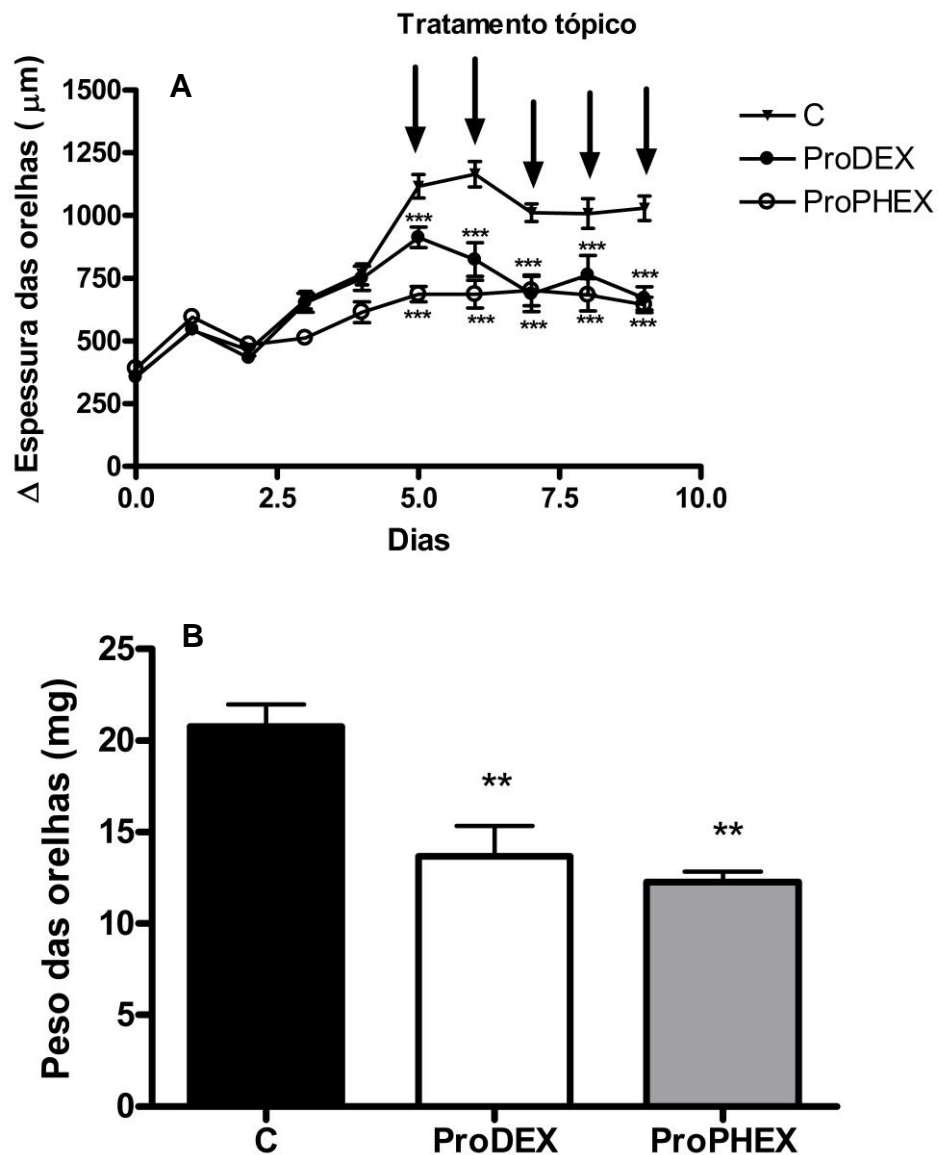 Tratamento tópico
A
Δ Espessura das orelhas ( µm)
1500
1250
1000
750
500
250
0
C
ProDEX
ProPHEX
*** *** *** *** ***
*** *** *** *** ***
0.0 2.5 5.0 7.5 10.0
Dias
B
Peso das orelhas (mg)
25
20
15
10
5
0
**
**
C ProDEX ProPHEX